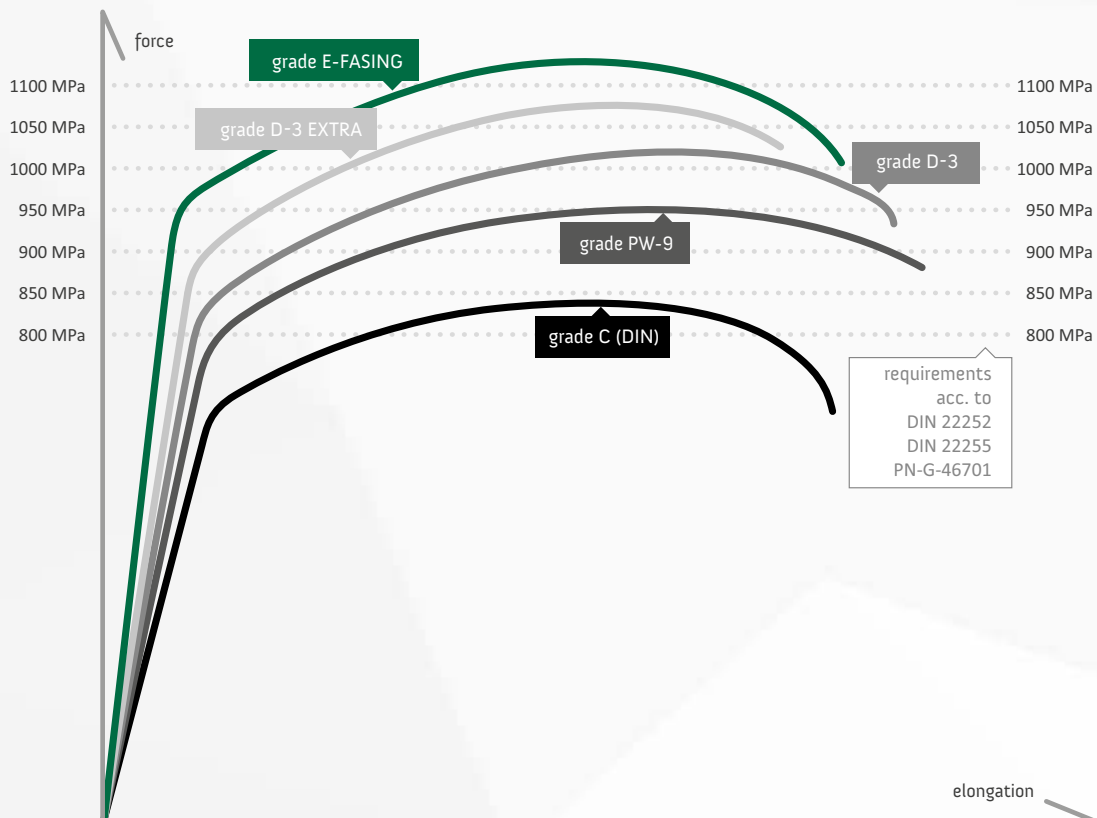 force
grade E-FASING
1100 MPa
1100 MPa
grade D-3 EXTRA
1050 MPa
1050 MPa
grade D-3
1000 MPa
1000 MPa
950 MPa
950 MPa
grade PW-9
900 MPa
900 MPa
850 MPa
850 MPa
grade C (DIN)
800 MPa
800 MPa
requirements
acc. to
DIN 22252
DIN 22255
PN-G-46701
elongation